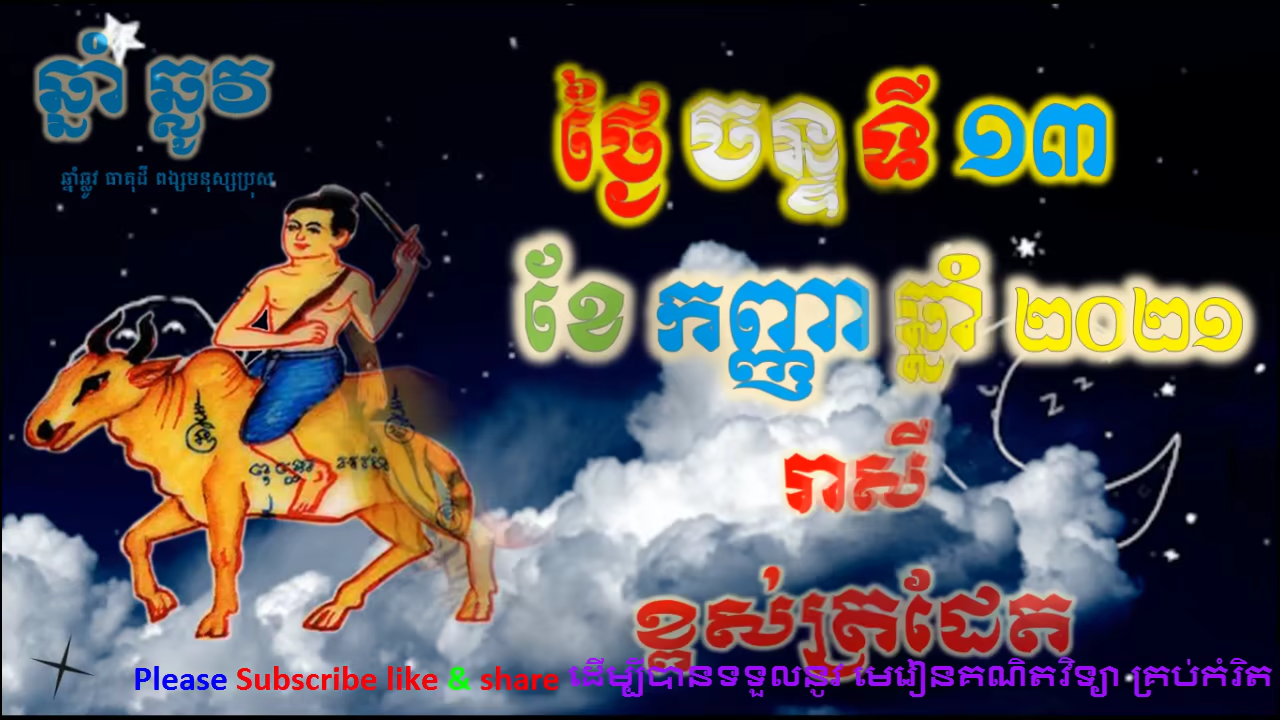 ឆ្នាំ ឆ្លូវ
ឆ្នាំឆ្លូវ ធាតុដី ពង្សមនុស្សប្រុស
ថ្ងៃ ចន្ទ ទី ១៣
ខែ កញ្ញា ឆ្នាំ ២០២១
រាសី
ខ្ពស់ត្រដែត
Please Subscribe like & share ដើម្បីបានទទួលនូវ មេរៀនគណិតវិទ្យា គ្រប់កំរិត